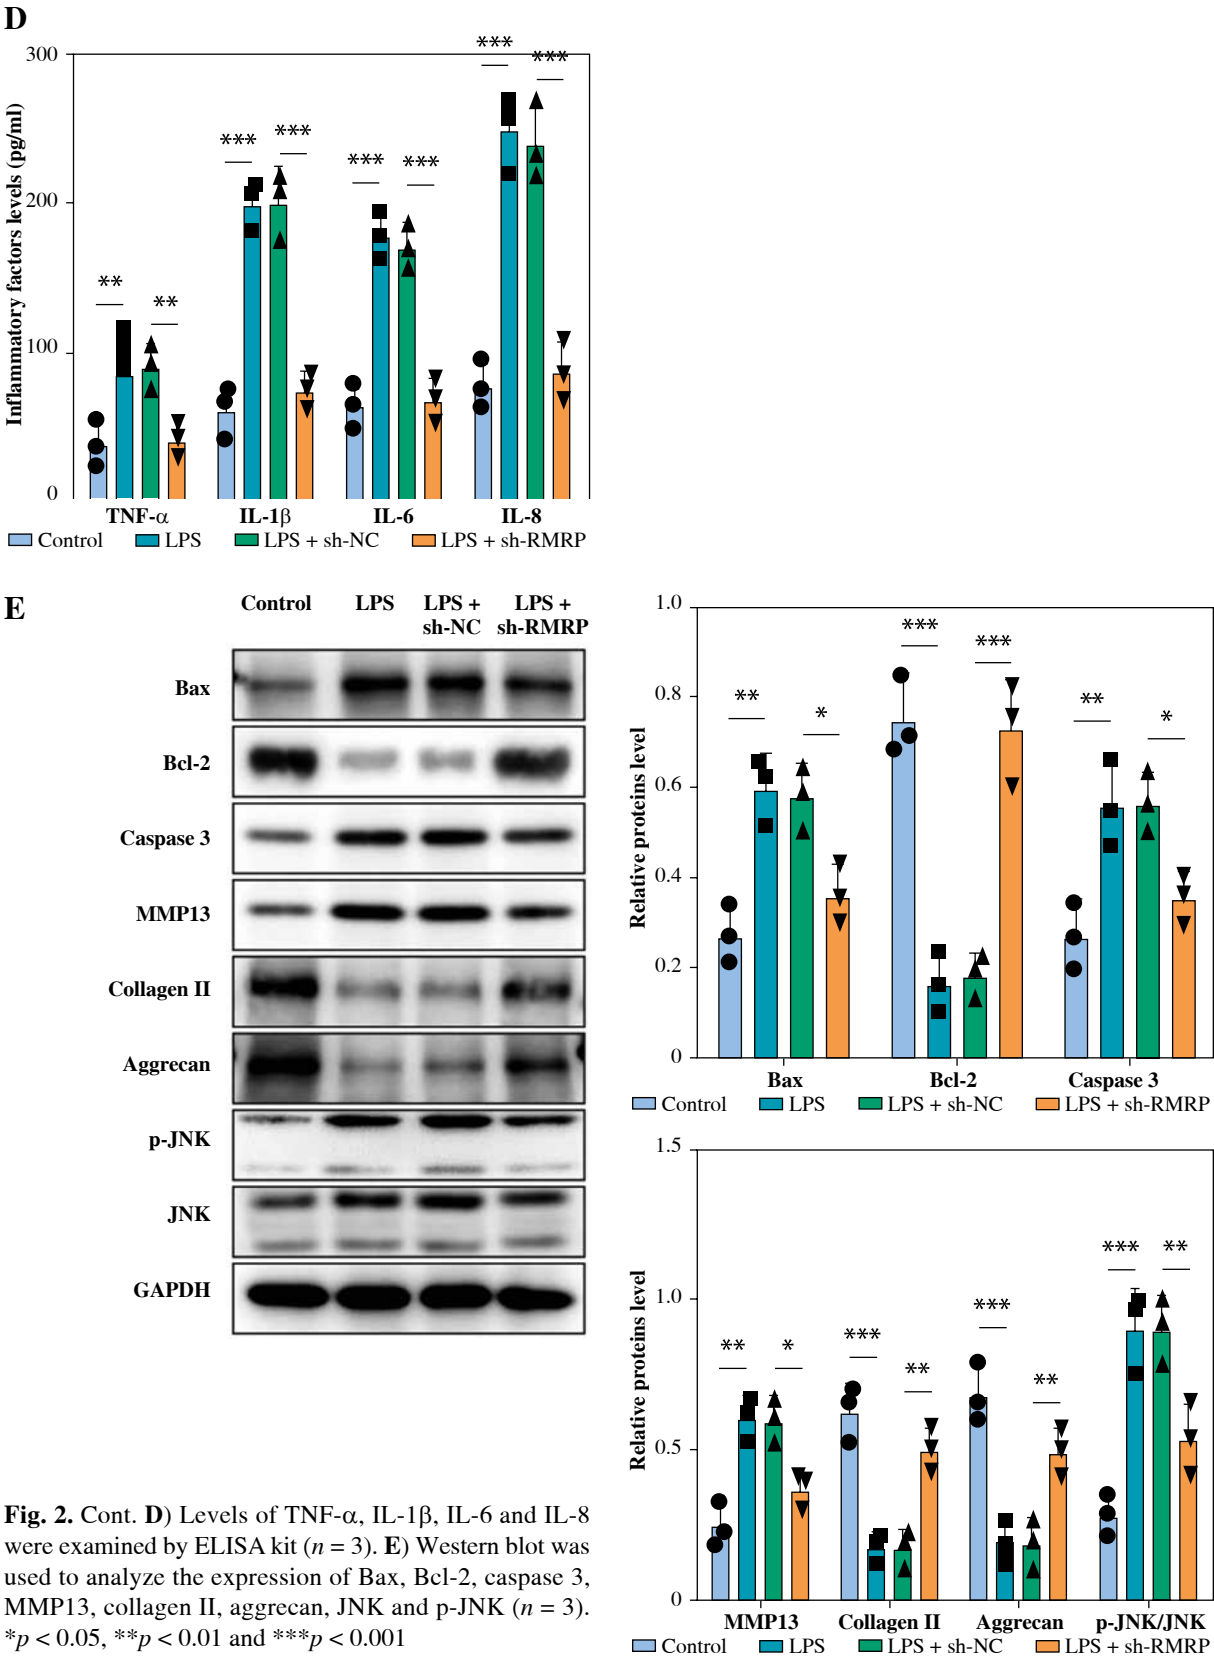 D
Inflammatory factors levels (pg/ml)
300
200
100
0
***
***
***
***
***
***
**
**
TNF-α IL-1β IL-6 IL-8
Control LPS LPS + sh-NC LPS + sh-RMRP
E
Control LPS LPS + sh-NC LPS + sh-RMRP
Bax
Bcl-2
Caspase 3
MMP13
Collagen II
Aggrecan
p-JNK
JNK
GAPDH
Relative proteins level
1.0
0.8
0.6
0.4
0.2
0
**
*
***
***
**
*
Bax Bcl-2 Caspase 3
Control LPS LPS + sh-NC LPS + sh-RMRP
Relative proteins level
1.5
1.0
0.5
0
**
*
***
**
***
**
***
**
MMP13 Collagen II Aggrecan p-JNK/JNK
Control LPS LPS + sh-NC LPS + sh-RMRP
Fig. 2. Cont. D) Levels of TNF-α, IL-1β, IL-6 and IL-8
were examined by ELISA kit (n = 3). E) Western blot was
used to analyze the expression of Bax, Bcl-2, caspase 3,
MMP13, collagen II, aggrecan, JNK and p-JNK (n = 3).
*p < 0.05, **p < 0.01 and ***p < 0.001